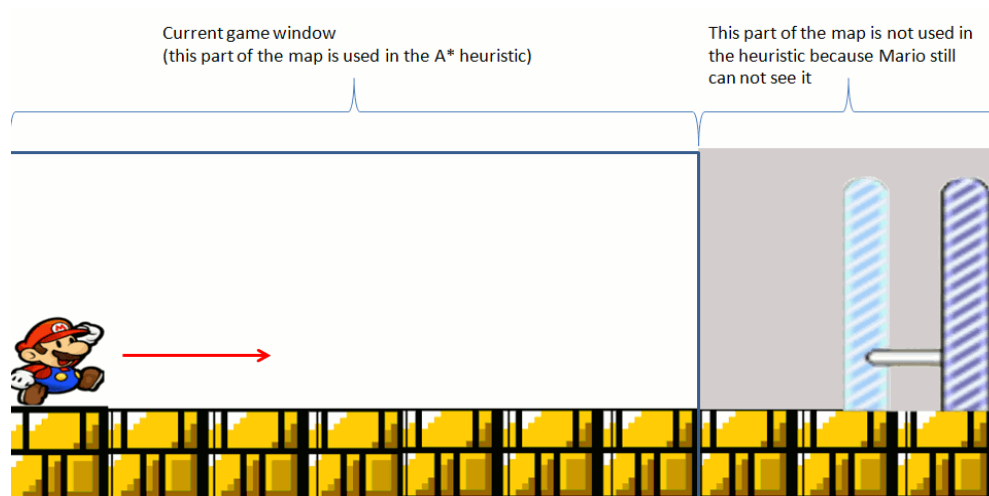 Current game window
(this part of the map is used in the A* heuristic)
This part of the map is not used in
the heuristic because Mario still
can not see it
M